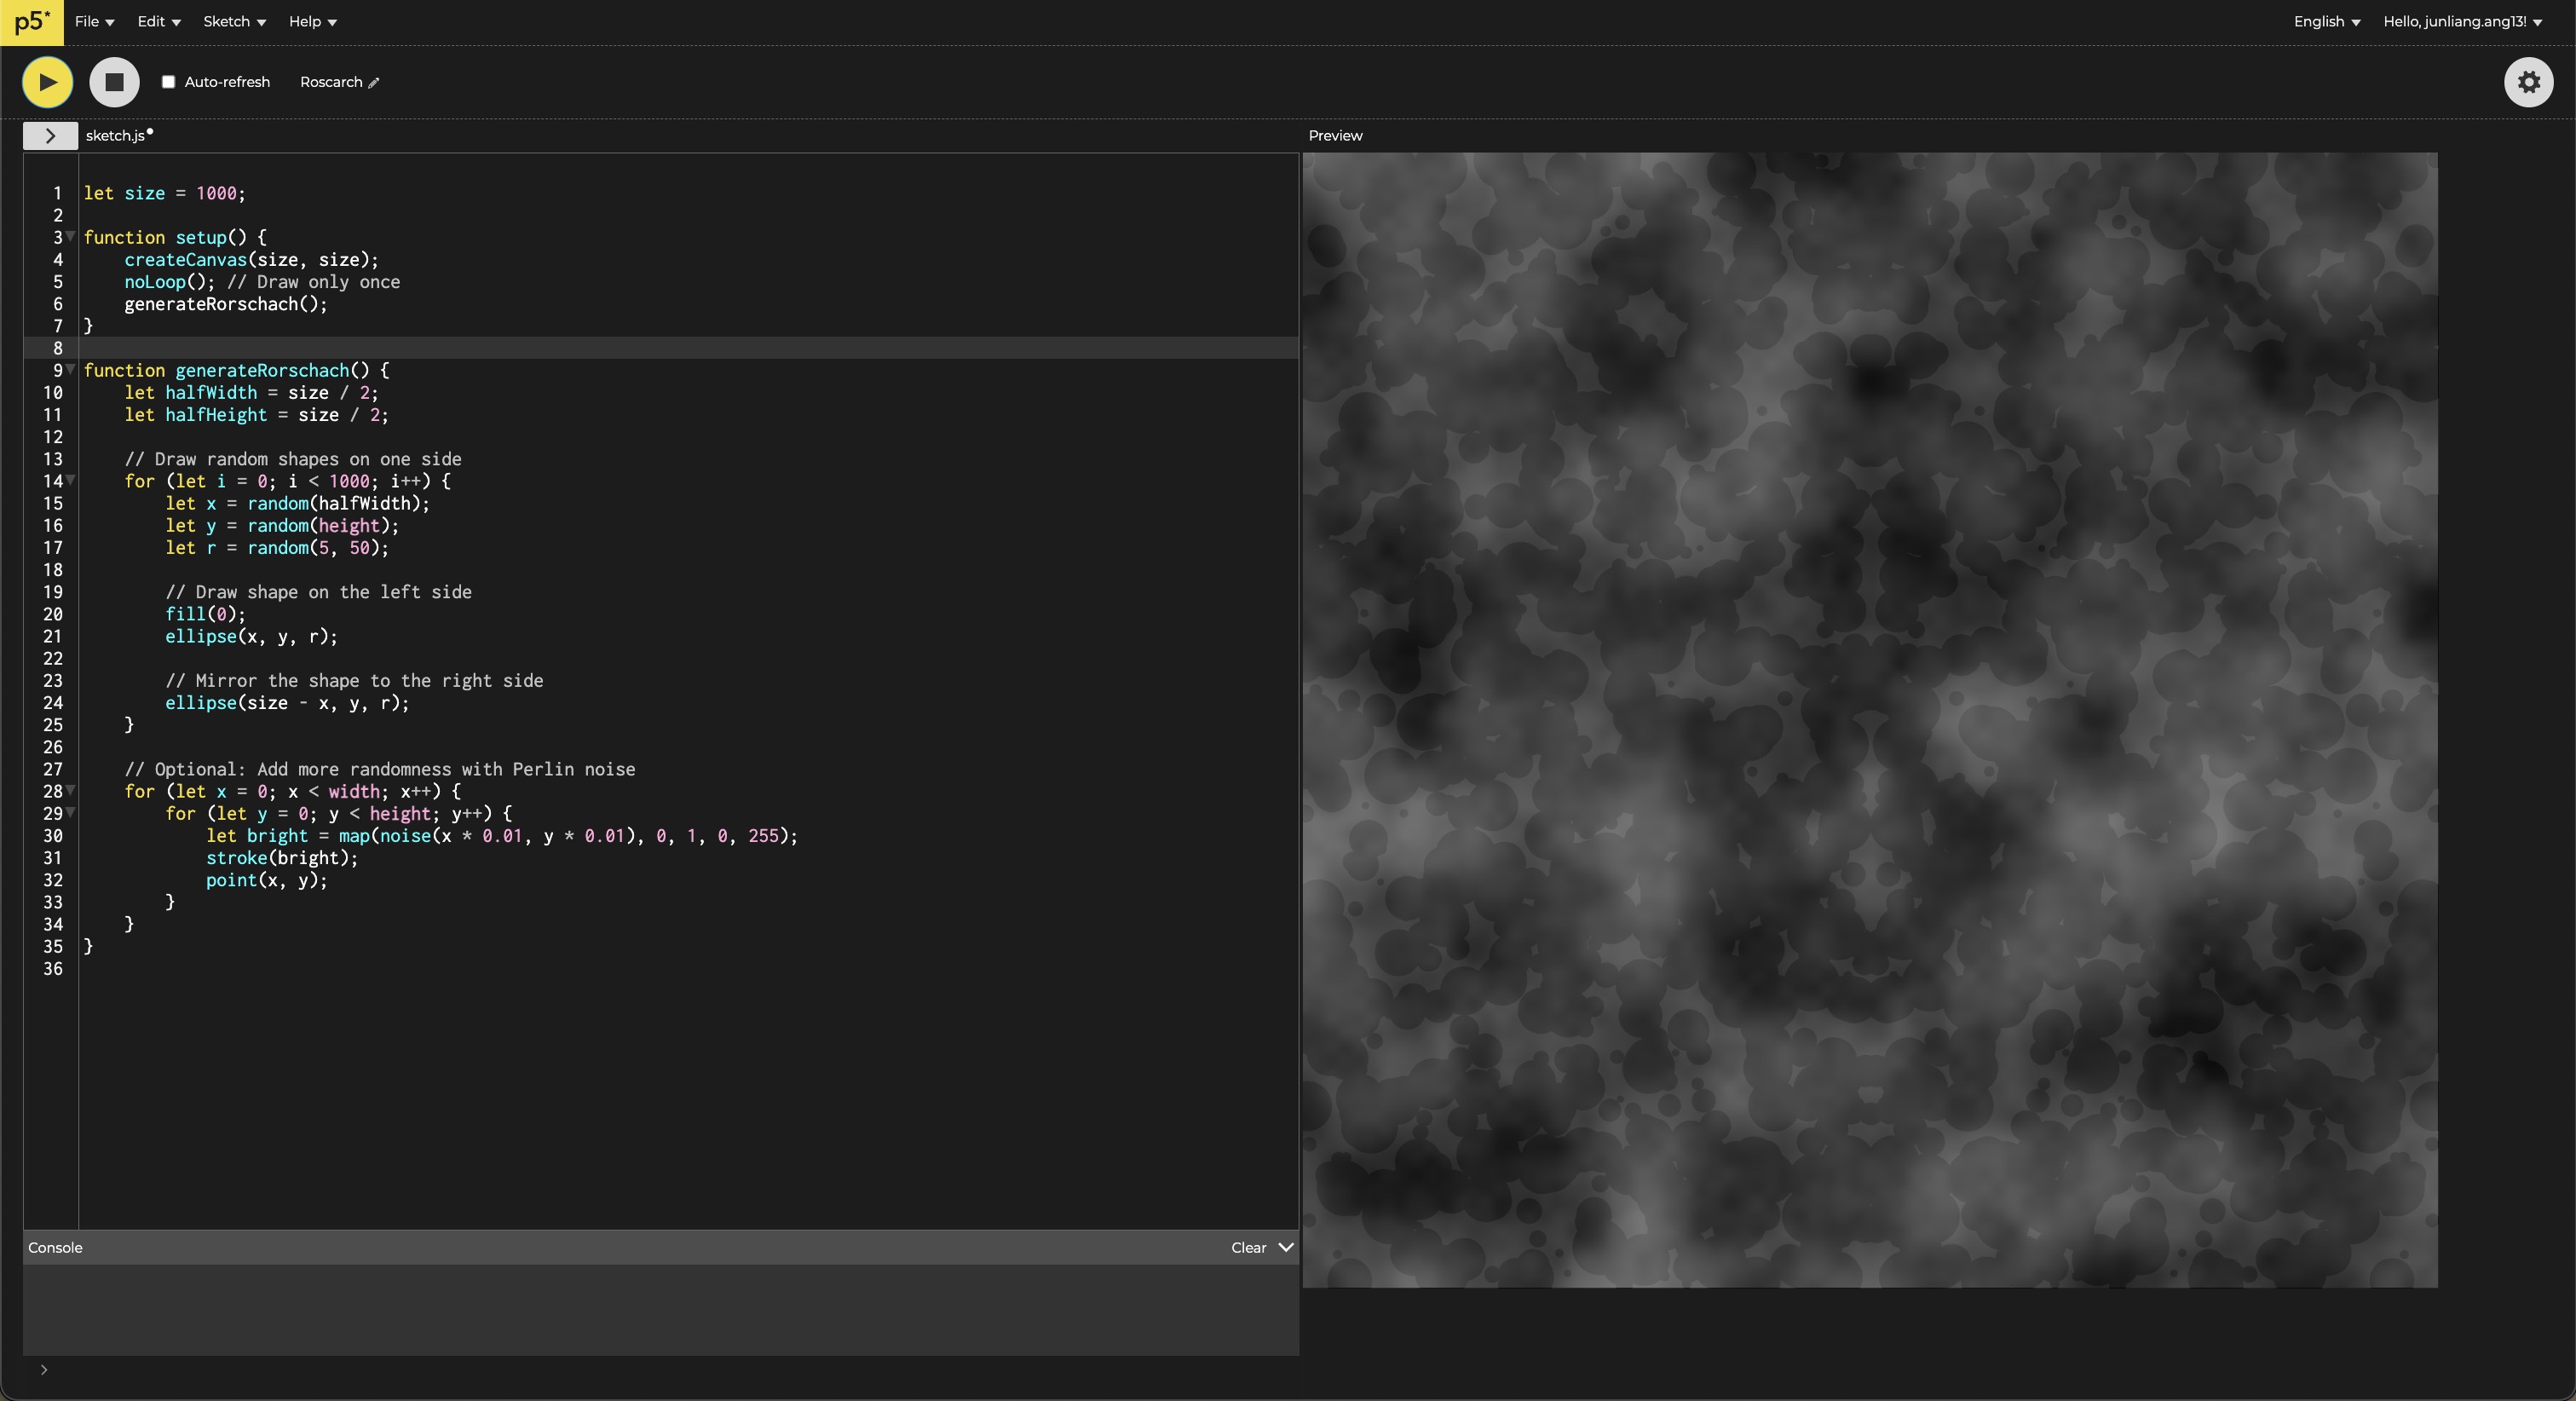 p5* File Edit Sketch Help English Hello, junliang.ang13!
Auto-refresh Roscarch
> sketch.js
Preview
1 let size = 1000;
2
3 function setup() {
4 createCanvas(size, size);
5 noLoop(); // Draw only once
6 generateRorschach();
7 }
8
9 function generateRorschach() {
10 let halfWidth = size / 2;
11 let halfHeight = size / 2;
12
13 // Draw random shapes on one side
14 for (let i = 0; i < 1000; i++) {
15 let x = random(halfWidth);
16 let y = random(height);
17 let r = random(5, 50);
18
19 // Draw shape on the left side
20 fill(0);
21 ellipse(x, y, r);
22
23 // Mirror the shape to the right side
24 ellipse(size - x, y, r);
25 }
26
27 // Optional: Add more randomness with Perlin noise
28 for (let x = 0; x < width; x++) {
29 for (let y = 0; y < height; y++) {
30 let bright = map(noise(x * 0.01, y * 0.01), 0, 1, 0, 255);
31 stroke(bright);
32 point(x, y);
33 }
34 }
35 }
36
Console Clear
>